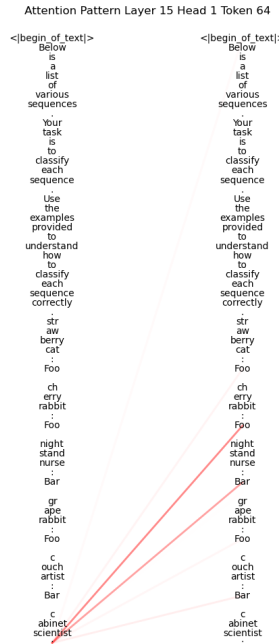 Attention Pattern Layer 15 Head 1 Token 64
<|begin_of_text|> <|begin_of_text|>
Below Below
is is
a a
list list
of of
various various
sequences sequences
. .
Your Your
task task
is is
to to
classify classify
each each
sequence sequence
. .
Use Use
the the
examples examples
provided provided
to to
understand understand
how how
to to
classify classify
each each
sequence sequence
correctly correctly
. .
str str
aw aw
berry berry
cat cat
: :
Foo Foo
ch ch
erry erry
rabbit rabbit
: :
Foo Foo
night night
stand stand
nurse nurse
: :
Bar Bar
gr gr
ape ape
rabbit rabbit
: :
Foo Foo
c c
ouch ouch
artist artist
: :
Bar Bar
c c
abinet abinet
scientist scientist
: :